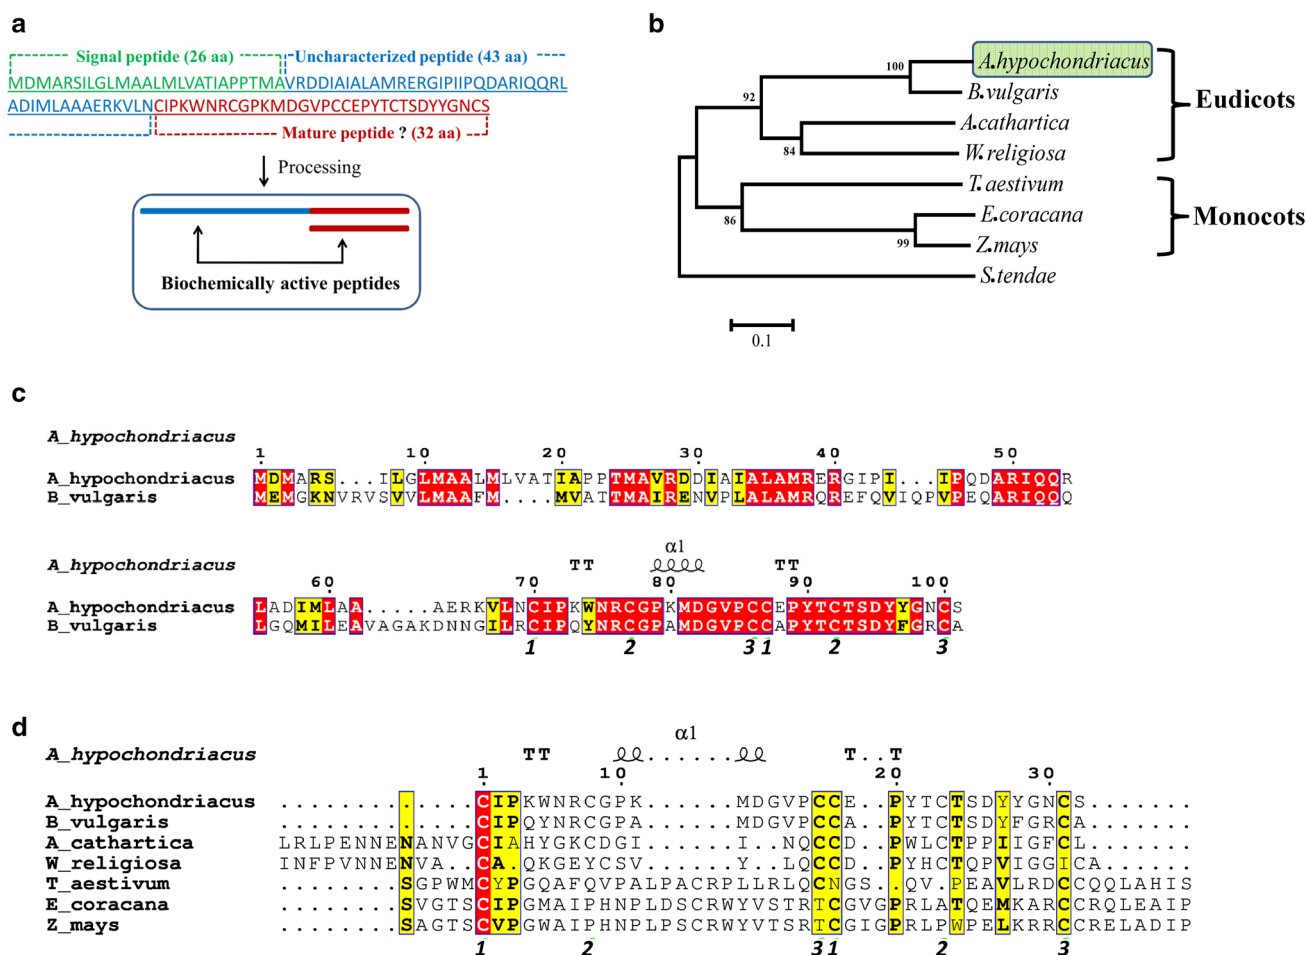 a
Signal peptide (26 aa) Uncharacterized peptide (43 aa)
MDMARSILGLMAALMLVATIAPPTMAVRDDIAIALAMRERGIPIIPQDARIQQRL
ADIMLAAAERKVLNCIPKWNRCGPKMDGVPCCEPYTCTSDYYGNCS
Mature peptide ? (32 aa)
Processing
Biochemically active peptides
b
100
A.hypochondriacus
B.vulgaris
92
A.cathartica
84
W.religiosa
Eudicots
T.aestivum
86
E.coracana
99
Z.mays
Monocots
S.tendae
0.1
c
A_hypochondriacus
1 10 20 30 40 50
A_hypochondriacus MDMARS...ILGLMAALMLVATIAPPTMAVRDDIAIALAMRERGIPI...IPQDARIQQR
B_vulgaris MEMGKNVRVSVVLMAAFM....MVATTMAIRENVPLALAMRQREFQVIQPVPEQARIQQQ
α1
A_hypochondriacus TT TT
60 70 80 90 100
A_hypochondriacus LADIMLAA.....AERKVLNCIPKWNRCGPKMDGVPCCEPYTCTSDYYGNCS
B_vulgaris LGQMILEAVAGAKDNNGILRCIPQYNRCGPAMDGVPCCAPYTCTSDYFGRCA
1 2 3 1 2 3
d
α1
A_hypochondriacus TT ...... T..T
1 10 20 30
A_hypochondriacus ..............CIPKWNRCGPK.......MDGVPCCE..PYTCTSDYYGNCS.......
B_vulgaris ..............CIPQYNRCGPA.......MDGVPCCA..PYTCTSDYFGRCA.......
A_cathartica LRLPENNENANVGCIAHYLRGKCDGI......I..NQCCD..PWLCTPPIIGFCL.......
W_religiosa INFPVNNENVA..CA.QKGEYCSV.......Y..LQCCD..PYHCTQPVIGGICA......
T_aestivum ........SGPWMCYPGQAFQVPALPACRPLLRLQCNGS..QV.PEAVLRDCCQQLAHIS
E_coracana ........SVGTSCIPGMAIPHNPLDSCRWYVSTRTCGVGPRLATQEMKARCCRQLEAIP
Z_mays ........SAGTSCVPGWAIPHNPLPSCRWYVTSRTCGIGPRLPWPELKRRCCRELADIP
1 2 3 1 2 3